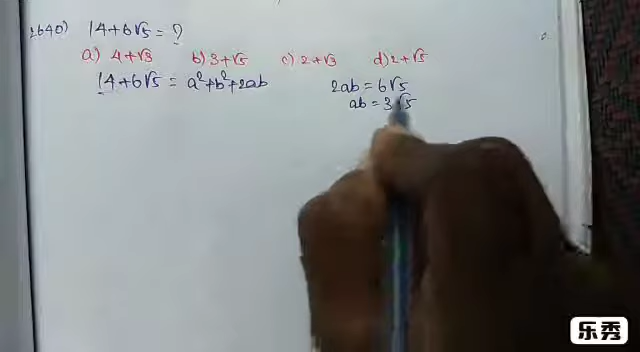 2640) 14+6√5 = ?
a) 4+√3 b) 3+√5 c) 2+√3 d) 2+√5
14+6√5 = a²+b²+2ab 2ab = 6√5
ab = 3√5
乐秀